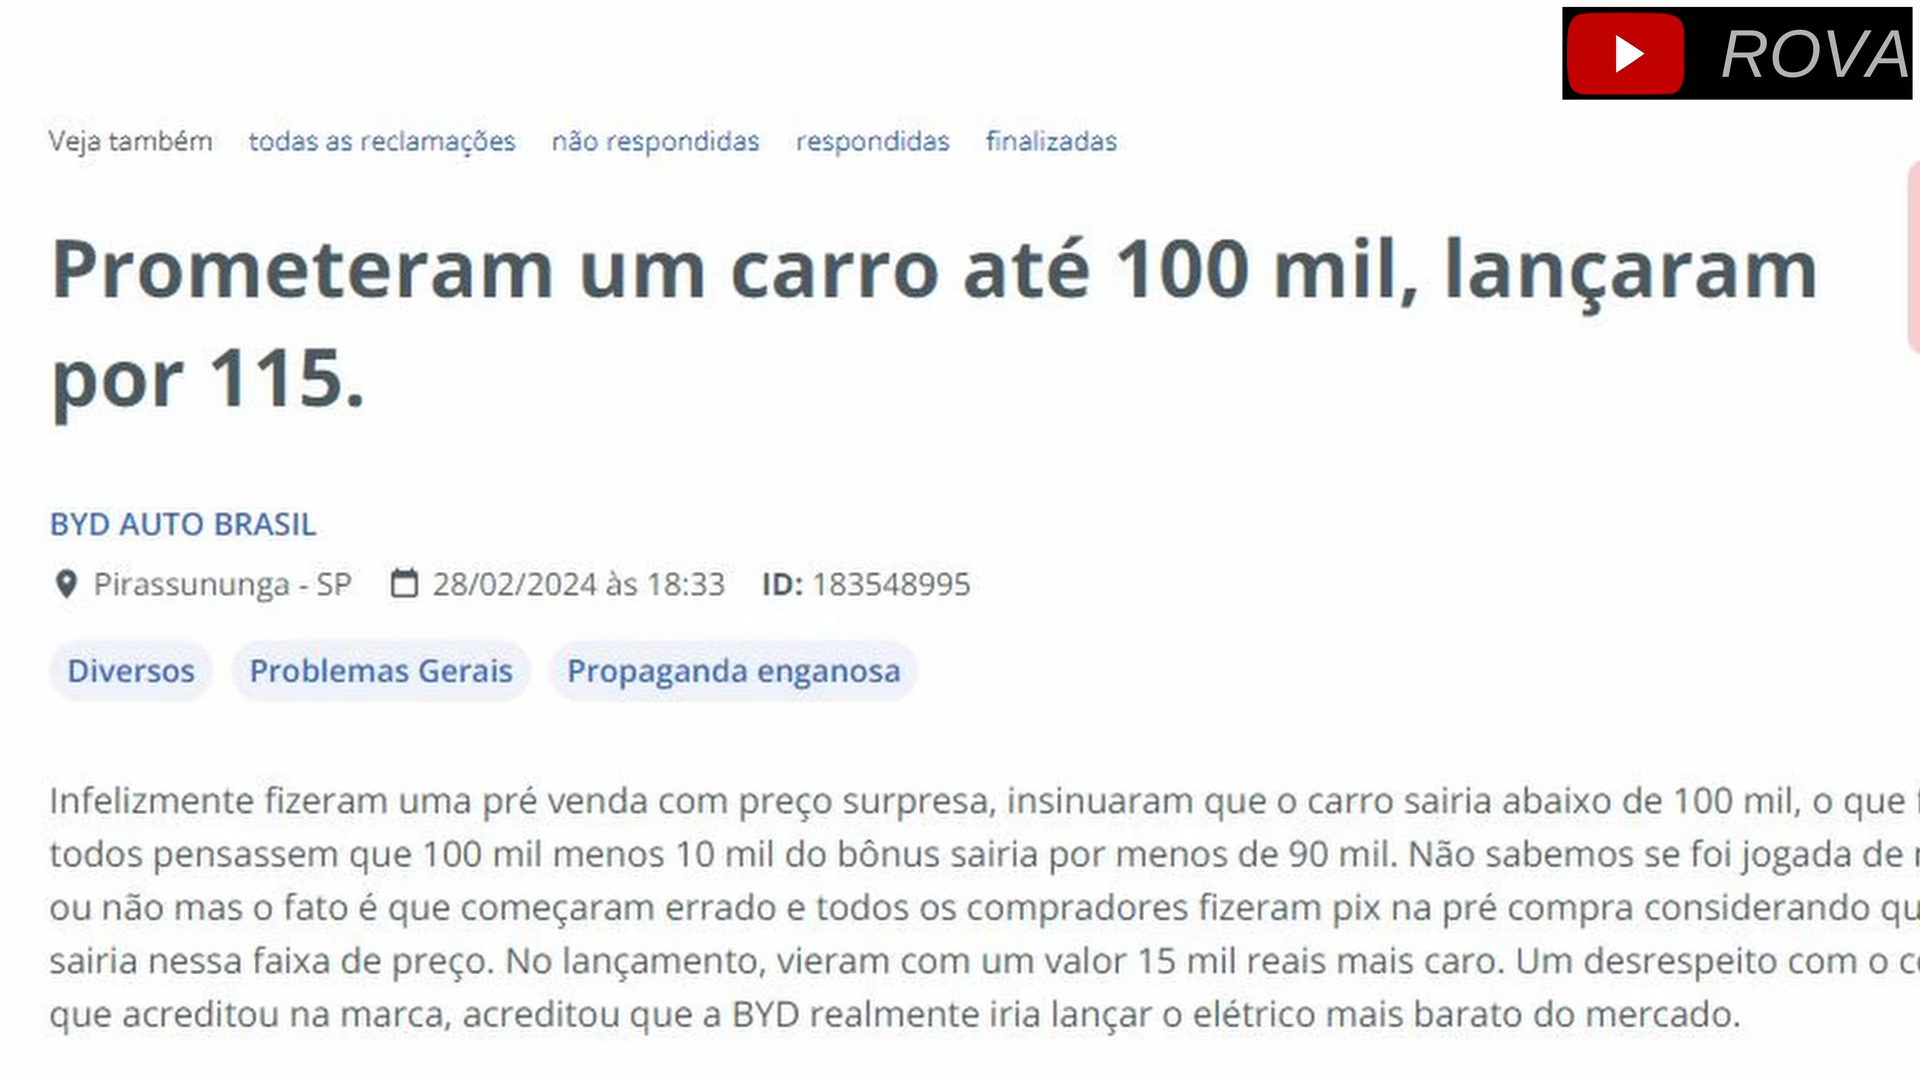 ROVA
Veja também todas as reclamações não respondidas respondidas finalizadas
Prometeram um carro até 100 mil, lançaram
por 115.
BYD AUTO BRASIL
Pirassununga - SP 28/02/2024 às 18:33 ID: 183548995
Diversos Problemas Gerais Propaganda enganosa
Infelizmente fizeram uma pré venda com preço surpresa, insinuaram que o carro sairia abaixo de 100 mil, o que
todos pensassem que 100 mil menos 10 mil do bônus sairia por menos de 90 mil. Não sabemos se foi jogada de
ou não mas o fato é que começaram errado e todos os compradores fizeram pix na pré compra considerando
sairia nessa faixa de preço. No lançamento, vieram com um valor 15 mil reais mais caro. Um desrespeito com o
que acreditou na marca, acreditou que a BYD realmente iria lançar o elétrico mais barato do mercado.